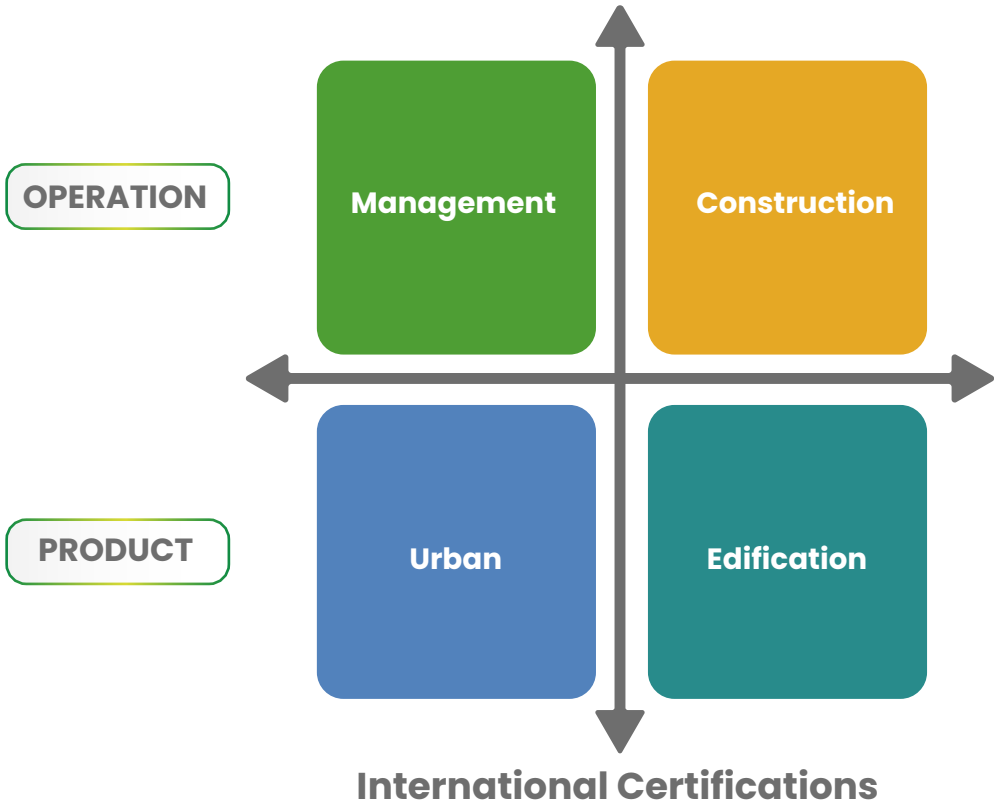 OPERATION
Management
Construction
PRODUCT
Urban
Edification
International Certifications